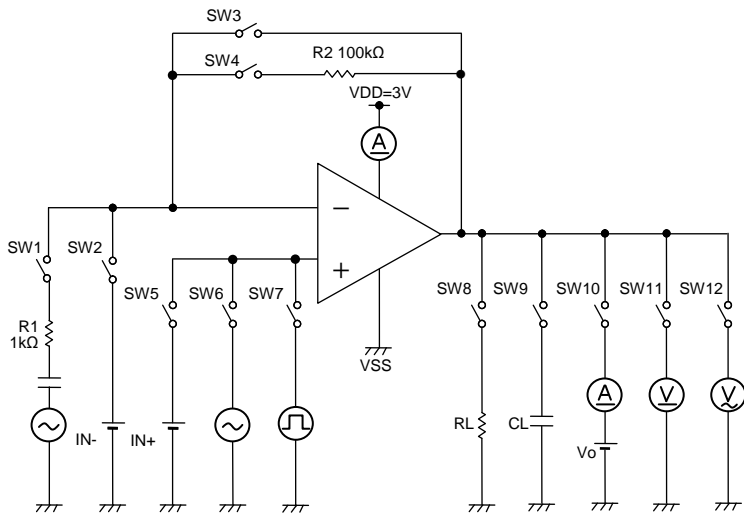 SW3
SW4
R2 100kΩ
VDD=3V
A
−
+
SW1
SW2
SW5
SW6
SW7
SW8
SW9
SW10
SW11
SW12
R1
1kΩ
VSS
A
V
V
IN-
IN+
RL
CL
Vo